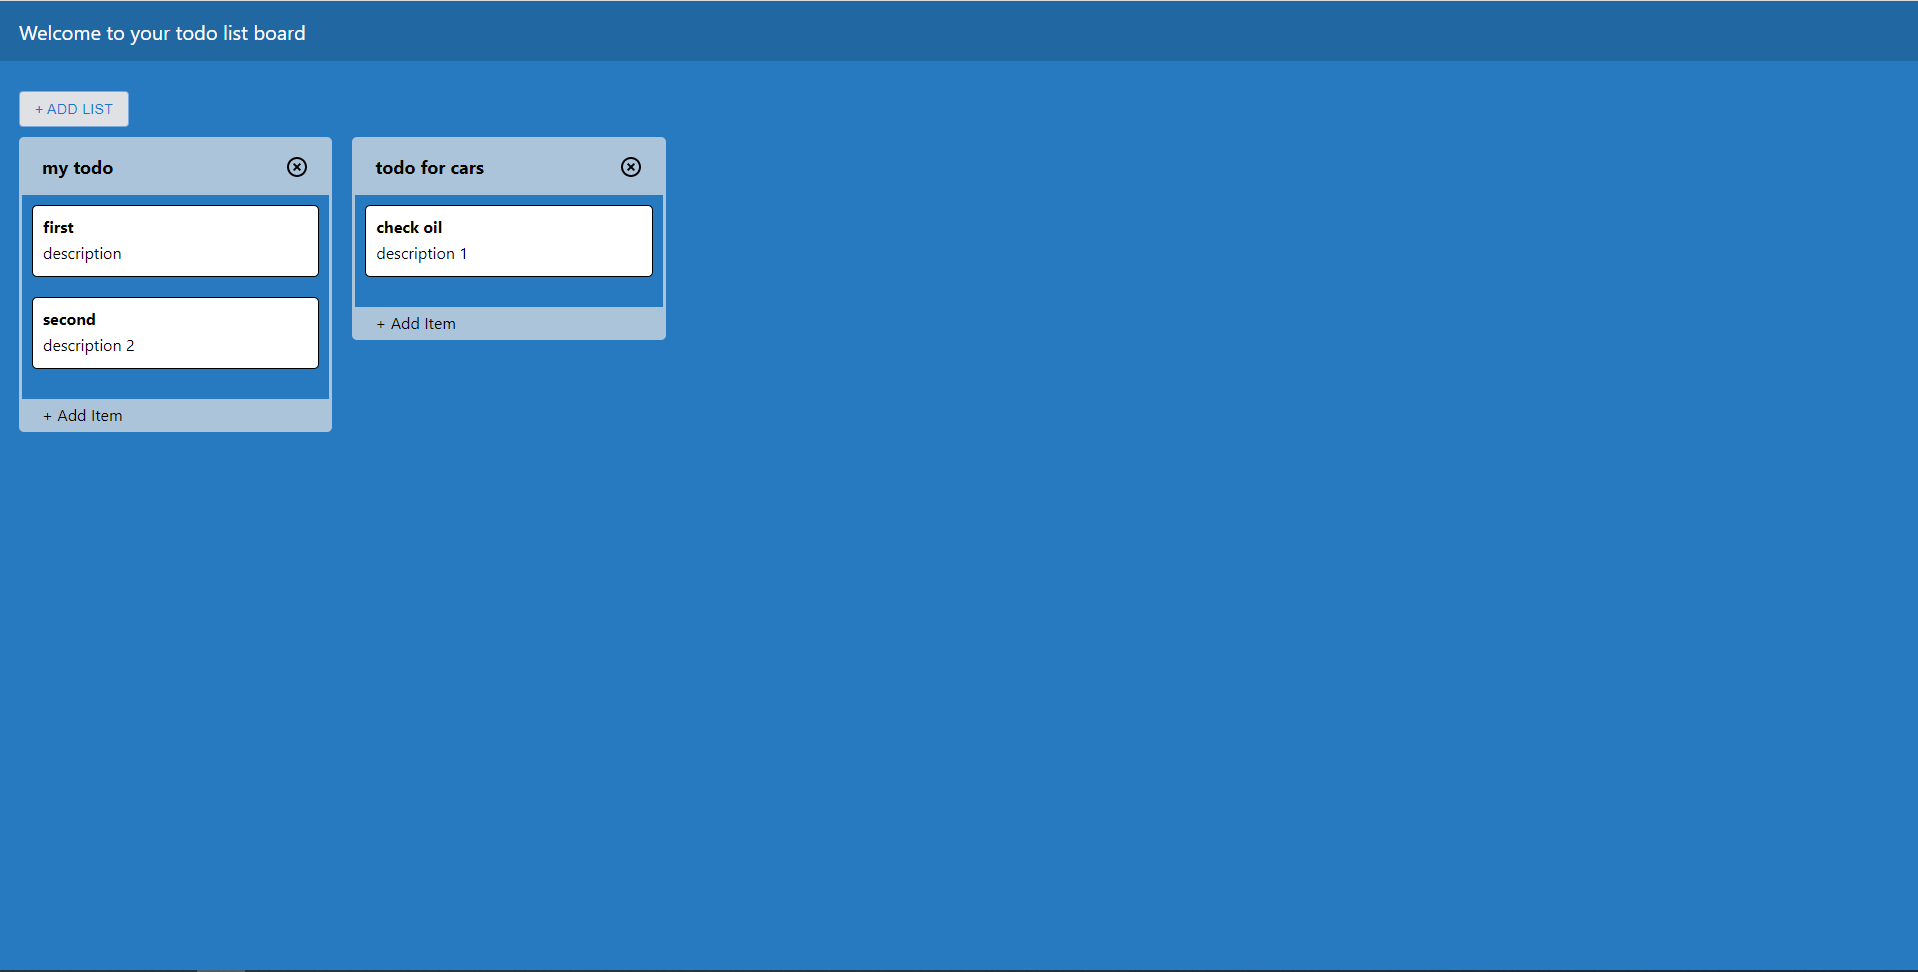 Welcome to your todo list board
+ ADD LIST
my todo
first
description
second
description 2
+ Add Item
todo for cars
check oil
description 1
+ Add Item